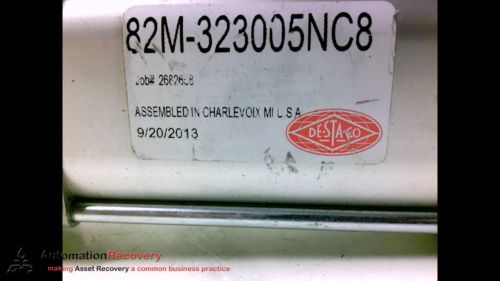 82M-323005NC8
Job# 2682638
ASSEMBLED IN CHARLEVOIX MI U.S.A
9/20/2013
DE-STA-CO
AutomationRecovery
making Asset Recovery a common business practice